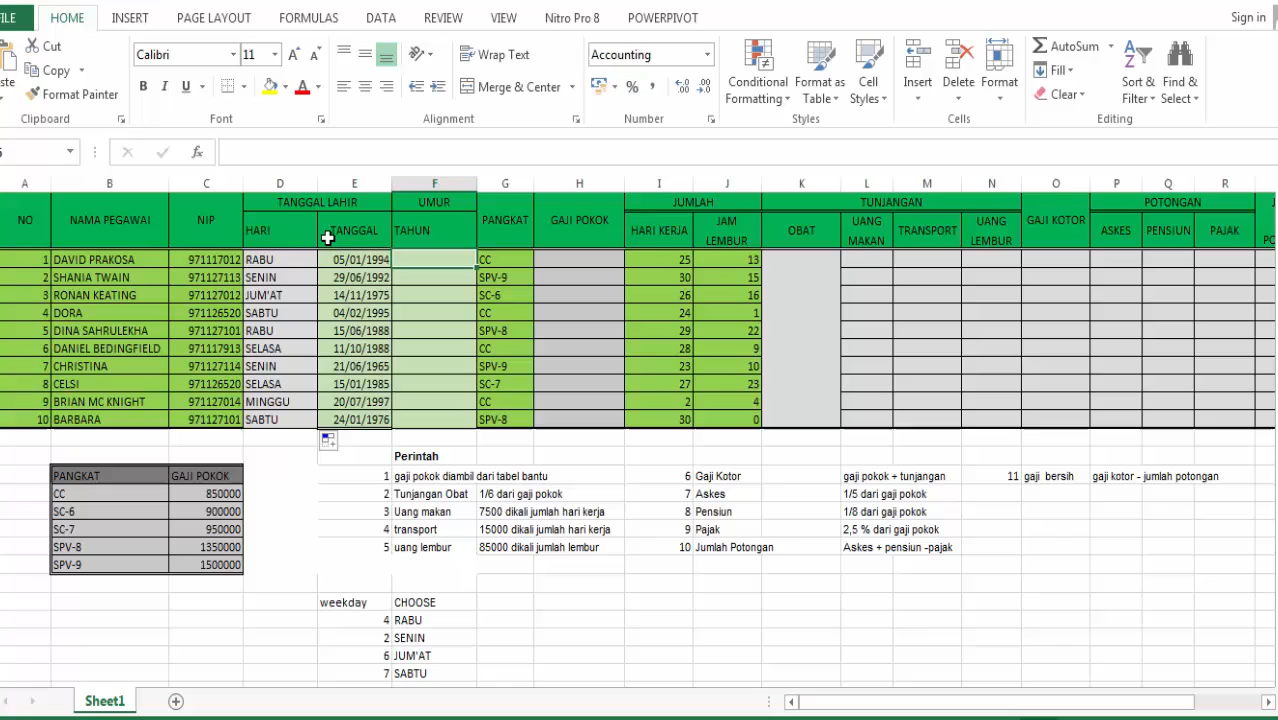 FILE HOME INSERT PAGE LAYOUT FORMULAS DATA REVIEW VIEW Nitro Pro 8 POWERPIVOT Sign in
Cut Calibri 11 Wrap Text Accounting Conditional Format as Cell Insert Delete Format AutoSum Sort & Find &
Copy Formatting Table Styles Fill Filter Select
Format Painter B I U Merge & Center % Clear
Clipboard Font Alignment Number Styles Cells Editing
fx
A B C D E F G H I J K L M N O P Q R
NO NAMA PEGAWAI NIP TANGGAL LAHIR UMUR PANGKAT GAJI POKOK JUMLAH TUNJANGAN GAJI KOTOR POTONGAN
HARI TANGGAL TAHUN HARI KERJA JAM LEMBUR OBAT UANG MAKAN TRANSPORT UANG LEMBUR ASKES PENSIUN PAJAK
1 DAVID PRAKOSA 971117012 RABU 05/01/1994 CC 25 13
2 SHANIA TWAIN 971127113 SENIN 29/06/1992 SPV-9 30 15
3 RONAN KEATING 971127012 JUM'AT 14/11/1975 SC-6 26 16
4 DORA 971126520 SABTU 04/02/1995 CC 24 1
5 DINA SAHRULEKHA 971127101 RABU 15/06/1988 SPV-8 29 22
6 DANIEL BEDINGFIELD 971117913 SELASA 11/10/1988 CC 28 9
7 CHRISTINA 971127114 SENIN 21/06/1965 SPV-9 23 10
8 CELSI 971126520 SELASA 15/01/1985 SC-7 27 23
9 BRIAN MC KNIGHT 971127014 MINGGU 20/07/1997 CC 2 4
10 BARBARA 971127101 SABTU 24/01/1976 SPV-8 30 0
Perintah
PANGKAT GAJI POKOK 1 gaji pokok diambil dari tabel bantu 6 Gaji Kotor gaji pokok + tunjangan 11 gaji bersih gaji kotor - jumlah potongan
CC 850000 2 Tunjangan Obat 1/6 dari gaji pokok 7 Askes 1/5 dari gaji pokok
SC-6 900000 3 Uang makan 7500 dikali jumlah hari kerja 8 Pensiun 1/8 dari gaji pokok
SC-7 950000 4 transport 15000 dikali jumlah hari kerja 9 Pajak 2,5 % dari gaji pokok
SPV-8 1350000 5 uang lembur 85000 dikali jumlah lembur 10 Jumlah Potongan Askes + pensiun -pajak
SPV-9 1500000
weekday CHOOSE
4 RABU
2 SENIN
6 JUM'AT
7 SABTU
Sheet1